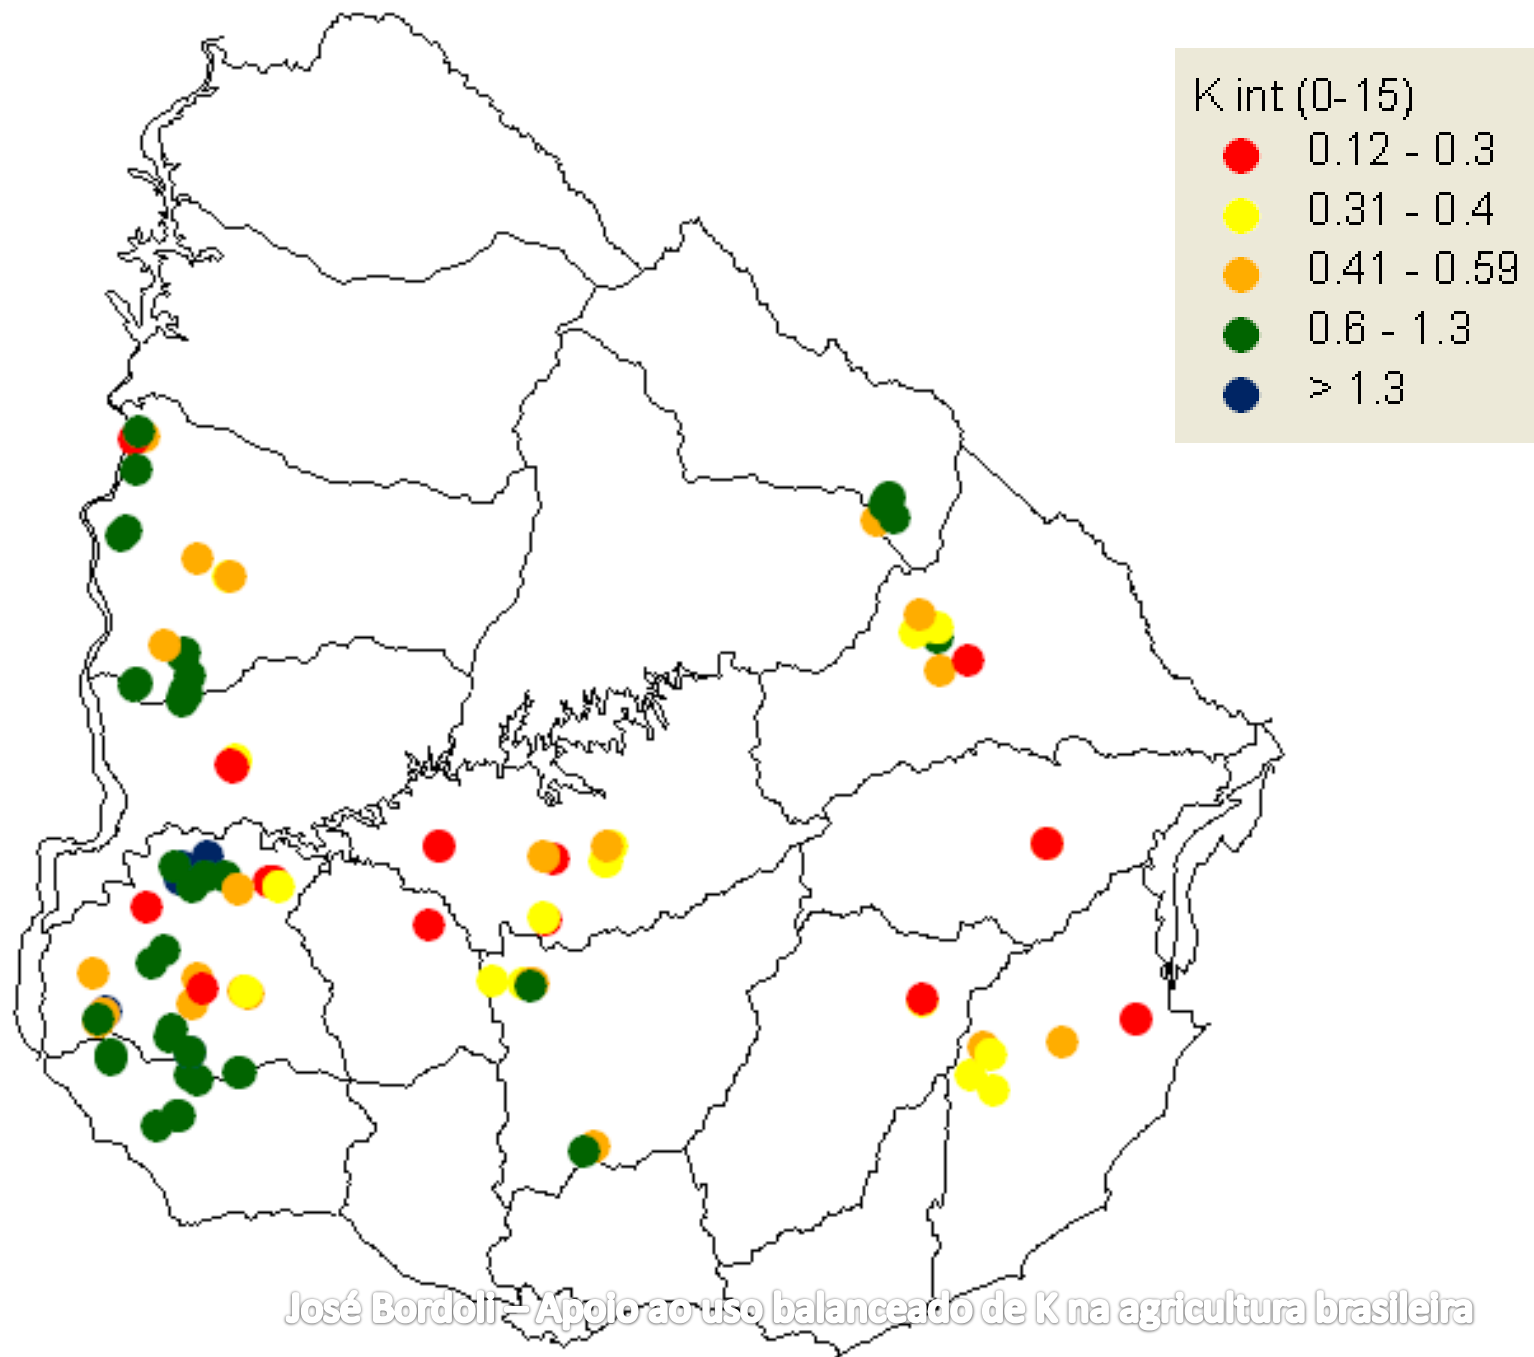 K int (0-15)
0.12 - 0.3
0.31 - 0.4
0.41 - 0.59
0.6 - 1.3
> 1.3
José Bordoli – Apoio ao uso balanceado de K na agricultura brasileira